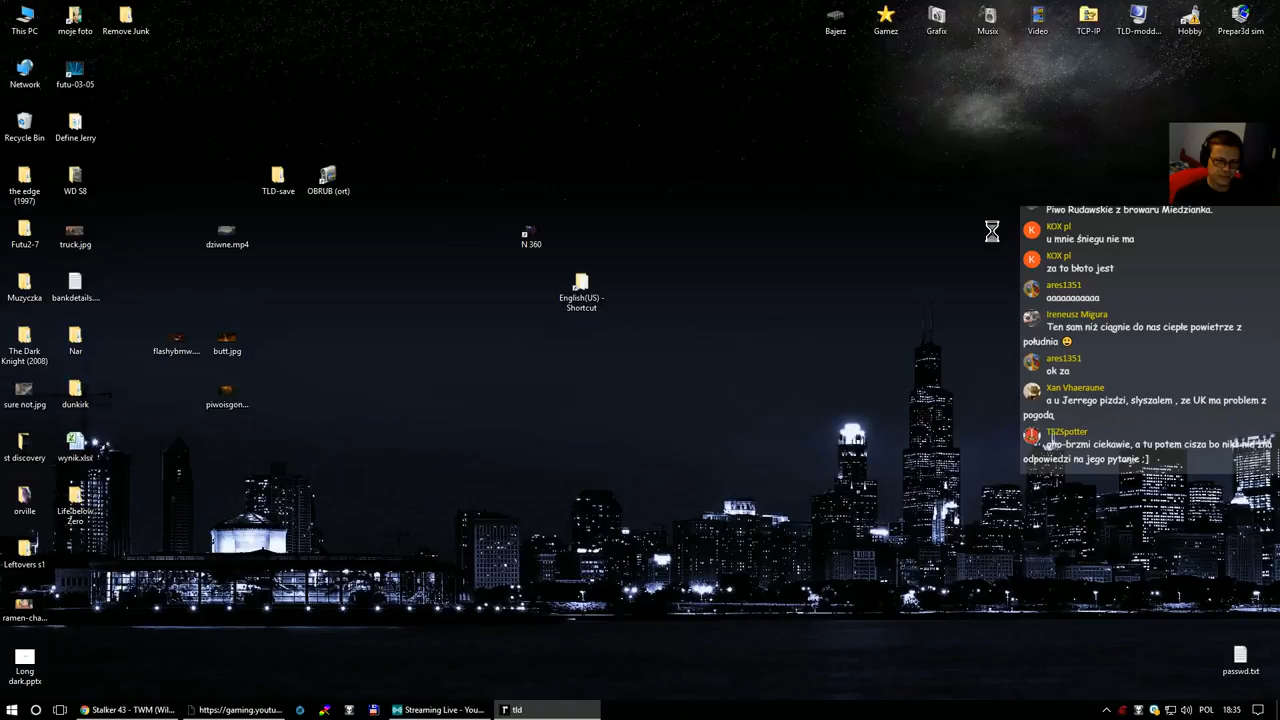 This PC
moje foto
Remove Junk
Bajerz
Gamez
Grafix
Musix
Video
TCP-IP
TLD-modd...
Hobby
Prepar3d sim
Network
futu-03-05
Recycle Bin
Define Jerry
the edge
(1997)
WD S8
TLD-save
OBRUB (ort)
Futu2-7
truck.jpg
dziwne.mp4
N 360
Muzyczka
bankdetails....
English(US) -
Shortcut
The Dark
Knight (2008)
Nar
flashybmw....
butt.jpg
sure not.jpg
dunkirk
piwoisgon...
st discovery
wynik.xlsx
orville
Life below
Zero
Leftovers s1
ramen-cha...
Long
dark.pptx
passwd.txt
Piwo Rudawskie z browaru Miedzianka.
K
KOX pl
u mnie śniegu nie ma
K
KOX pl
za to błoto jest
ares1351
aaaaaaaaaaa
Ireneusz Migura
Ten sam niż ciągnie do nas ciepłe powietrze z
południa 😃
ares1351
ok za
Xan Vhaeraune
a u Jerrego pizdzi, slyszalem , ze UK ma problem z
pogodą
TSZSpotter
brzmi ciekawie, a tu potem cisza bo nikt nie zna
odpowiedzi na jego pytanie ;]
Stalker 43 - TWM (Wil...
https://gaming.youtu...
Streaming Live - You...
tld
POL
18:35